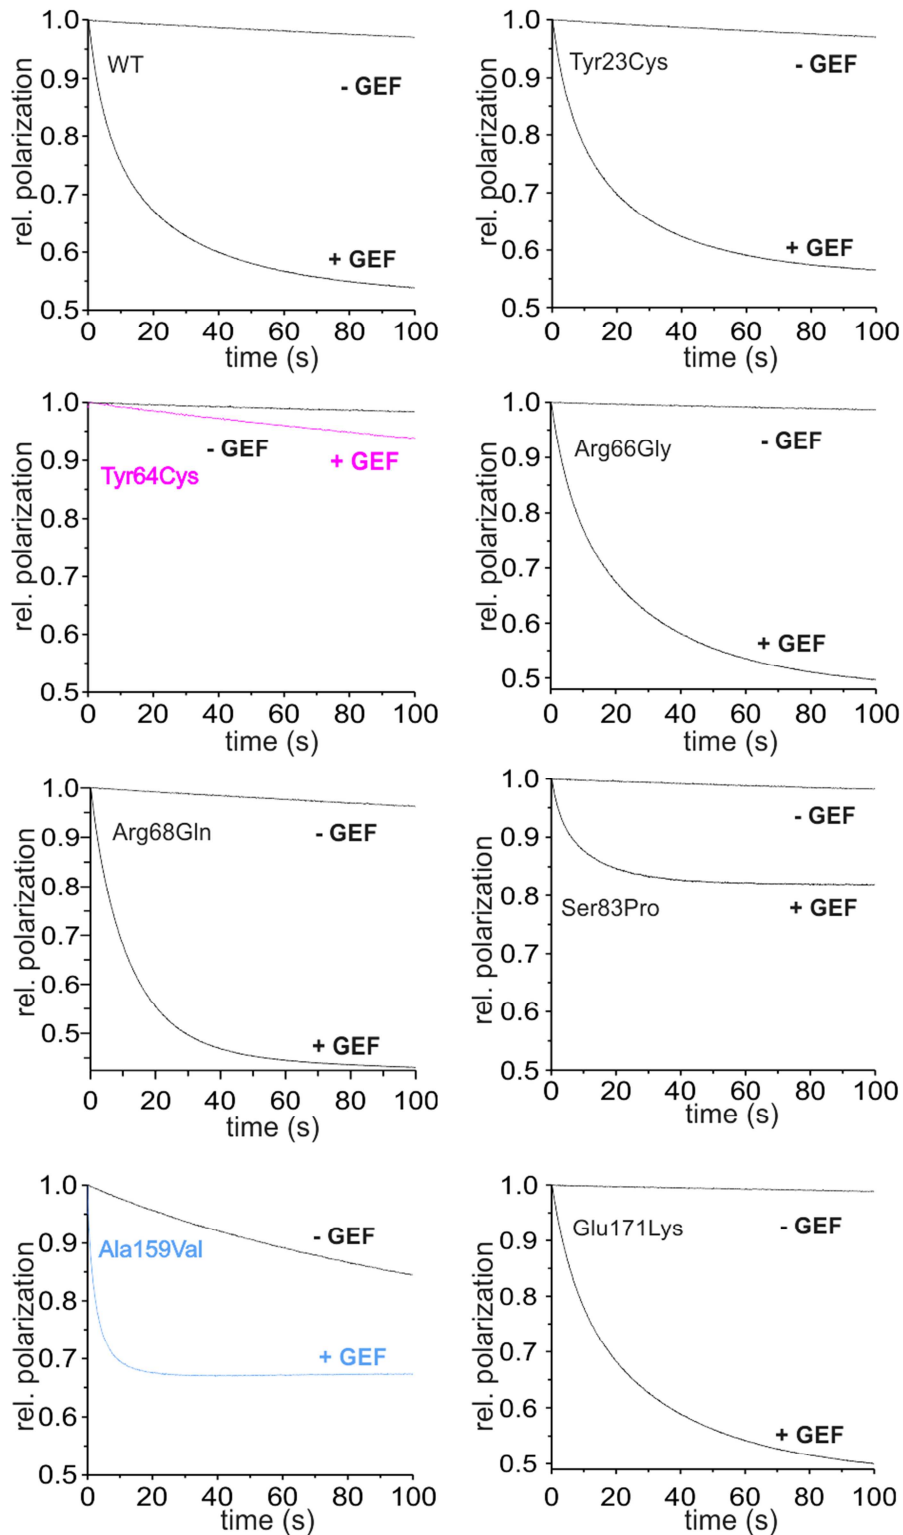 1.0
0.9
0.8
0.7
0.6
0.5
rel. polarization
WT
- GEF
+ GEF
0 20 40 60 80 100
time (s)
1.0
0.9
0.8
0.7
0.6
0.5
rel. polarization
Tyr23Cys
- GEF
+ GEF
0 20 40 60 80 100
time (s)
1.0
0.9
0.8
0.7
0.6
0.5
rel. polarization
- GEF
+ GEF
Tyr64Cys
0 20 40 60 80 100
time (s)
1.0
0.9
0.8
0.7
0.6
0.5
rel. polarization
- GEF
Arg66Gly
+ GEF
0 20 40 60 80 100
time (s)
1.0
0.9
0.8
0.7
0.6
0.5
rel. polarization
Arg68Gln
- GEF
+ GEF
0 20 40 60 80 100
time (s)
1.0
0.9
0.8
0.7
0.6
0.5
rel. polarization
- GEF
Ser83Pro
+ GEF
0 20 40 60 80 100
time (s)
1.0
0.9
0.8
0.7
0.6
0.5
rel. polarization
- GEF
Ala159Val
+ GEF
0 20 40 60 80 100
time (s)
1.0
0.9
0.8
0.7
0.6
0.5
rel. polarization
Glu171Lys
- GEF
+ GEF
0 20 40 60 80 100
time (s)